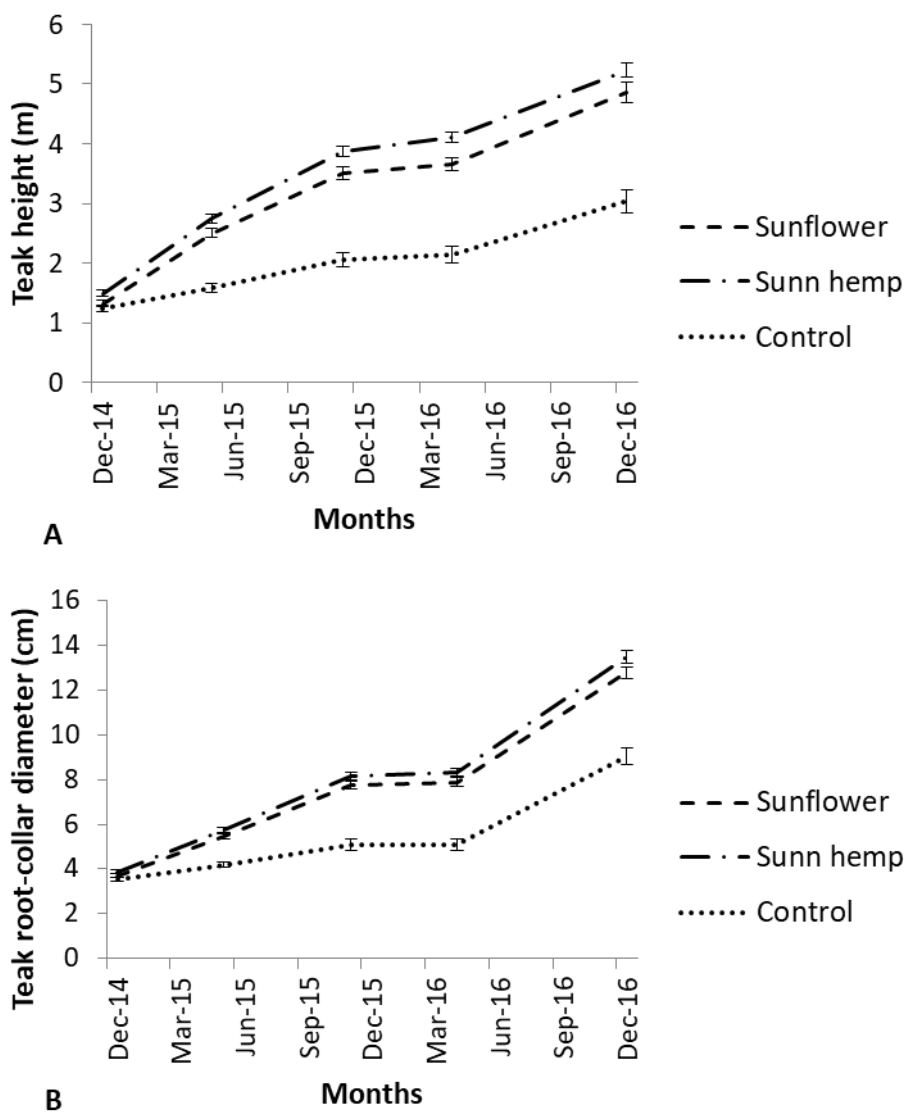 6
5
4
3
2
1
0
Teak height (m)
Dec-14
Mar-15
Jun-15
Sep-15
Dec-15
Mar-16
Jun-16
Sep-16
Dec-16
Months
Sunflower
Sunn hemp
Control
A
16
14
12
10
8
6
4
2
0
Teak root-collar diameter (cm)
Dec-14
Mar-15
Jun-15
Sep-15
Dec-15
Mar-16
Jun-16
Sep-16
Dec-16
Months
Sunflower
Sunn hemp
Control
B